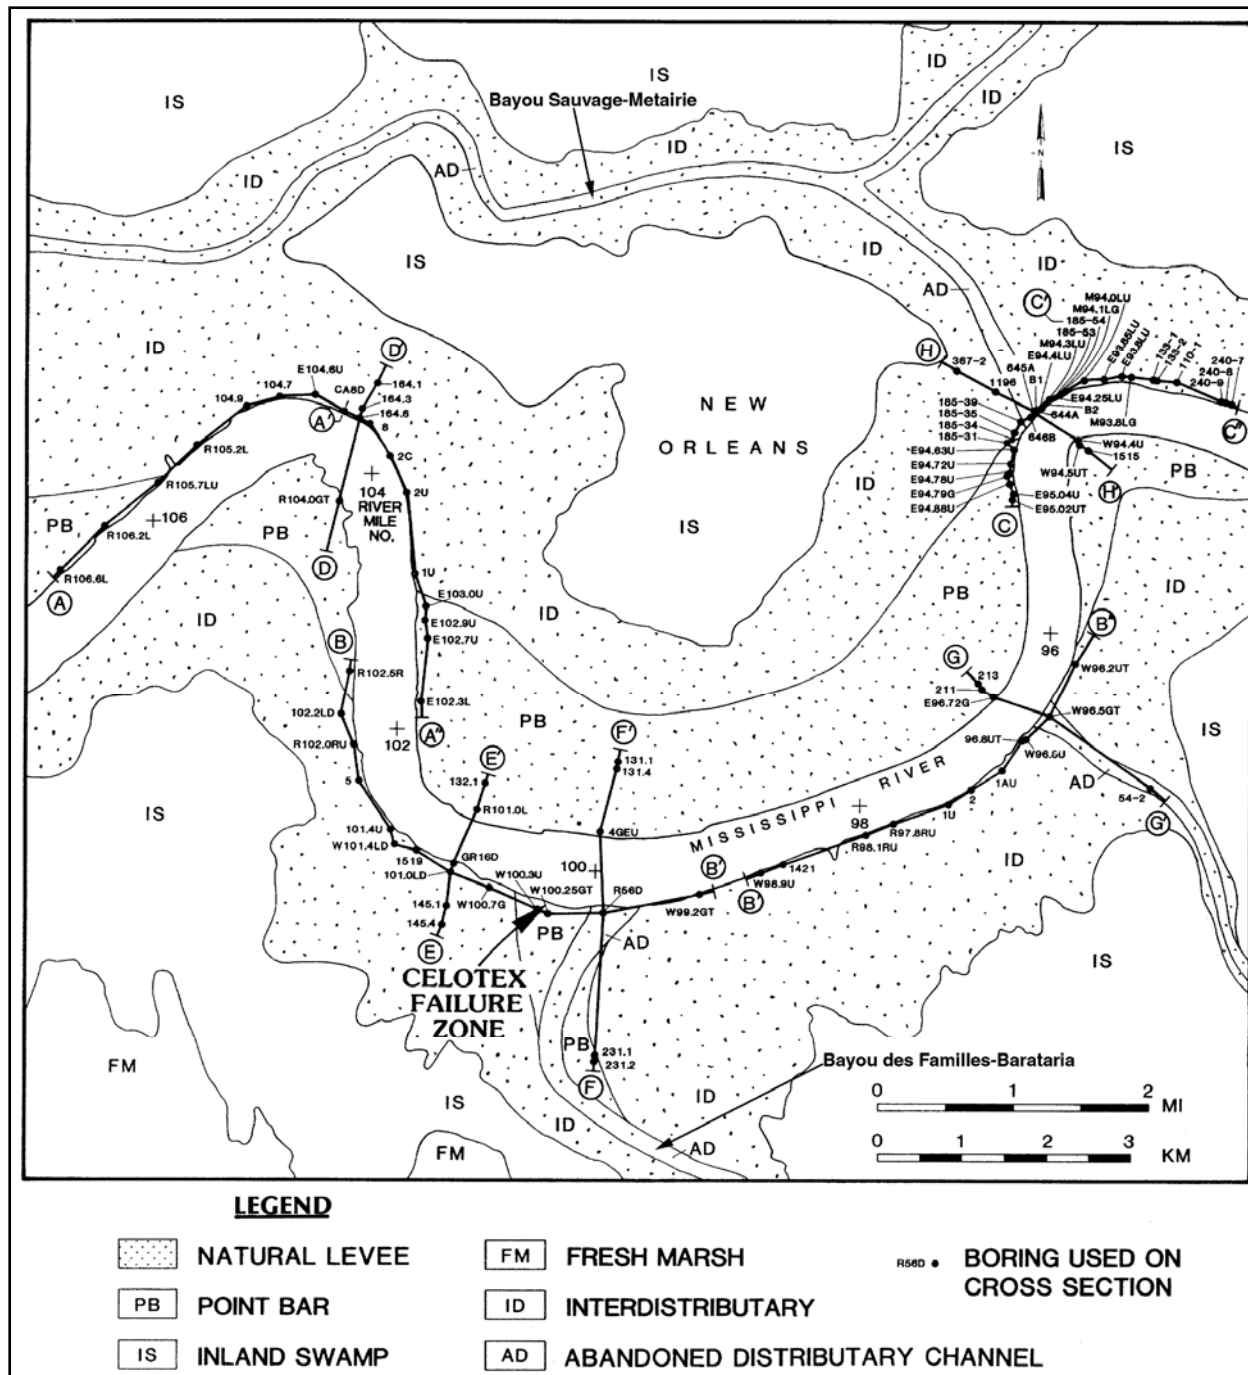 IS
IS
ID
ID
Bayou Sauvage-Metairie
ID
IS
AD
ID
N
IS
ID
ID
AD
C'
M94.0LU
M94.1LG
185-54
185-53
M94.3LU
E94.4LU
645A
B1
E93.85LU
E93.8LU
133-1
133-2
110-1
240-7
240-8
240-9
C"
E94.25LU
B2
644A
M93.8LG
646B
H
367-2
1196
185-39
185-35
185-34
185-31
E94.63U
E94.72U
E94.78U
E94.79G
E94.88U
C
E95.04U
E95.02UT
W94.4U
1515
W94.5UT
H'
PB
ID
D'
164.1
164.3
164.6
CA8D
E104.6U
104.7
104.9
A'
8
2C
2U
R105.2L
R105.7LU
104
RIVER
MILE
NO.
R104.0GT
106
PB
R106.2L
PB
D
R106.6L
A
NEW
ORLEANS
ID
IS
1U
E103.0U
E102.9U
E102.7U
ID
ID
PB
B
R102.5R
102.2LD
R102.0RU
E102.3L
A"
102
PB
96
B"
W96.2UT
ID
G
213
211
E96.72G
W96.5GT
96.8UT
W96.5U
IS
5
E'
132.1
R101.0L
F'
131.1
131.4
4GEU
MISSISSIPPI RIVER
1AU
2
1U
AD
54-2
G'
IS
101.4U
W101.4LD
1519
101.0LD
GR16D
98
R97.8RU
R98.1RU
1421
W98.9U
B'
B'
W99.2GT
100
W100.3U
W100.25GT
R56D
W100.7G
145.1
145.4
E
PB
AD
ID
IS
CELOTEX
FAILURE
ZONE
PB
231.1
231.2
F
FM
IS
ID
FM
ID
AD
Bayou des Familles-Barataria
0 1 2
MI
0 1 2 3
KM
LEGEND
NATURAL LEVEE
FM FRESH MARSH
R56D BORING USED ON
CROSS SECTION
PB POINT BAR
ID INTERDISTRIBUTARY
IS INLAND SWAMP
AD ABANDONED DISTRIBUTARY CHANNEL